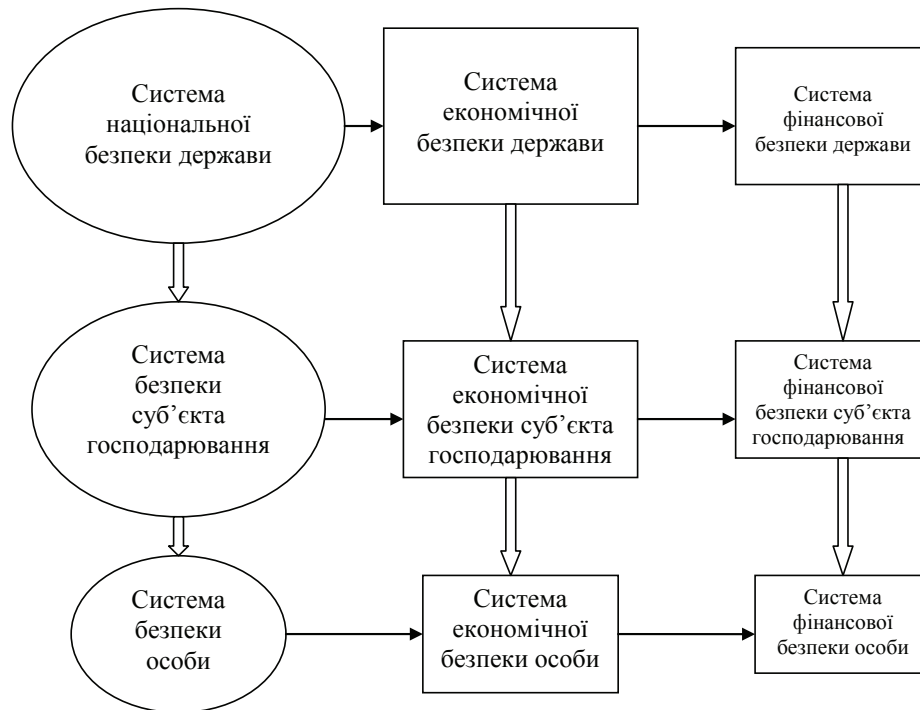 Система
національної
безпеки держави
Система
економічної
безпеки держави
Система
фінансової
безпеки держави
Система
безпеки
суб’єкта
господарювання
Система
економічної
безпеки суб’єкта
господарювання
Система
фінансової
безпеки суб’єкта
господарювання
Система
безпеки
особи
Система
економічної
безпеки особи
Система
фінансової
безпеки особи